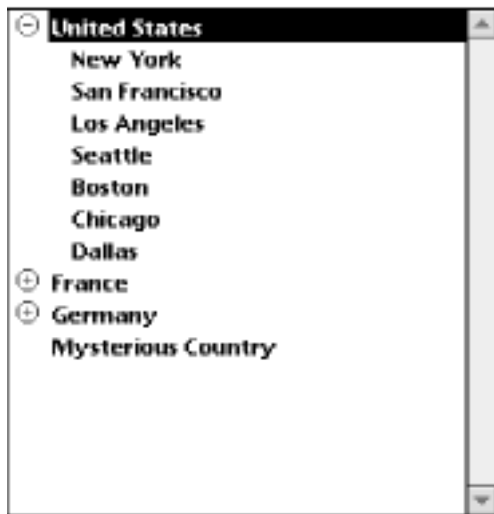 United States
New York
San Francisco
Los Angeles
Seattle
Boston
Chicago
Dallas
France
Germany
Mysterious Country